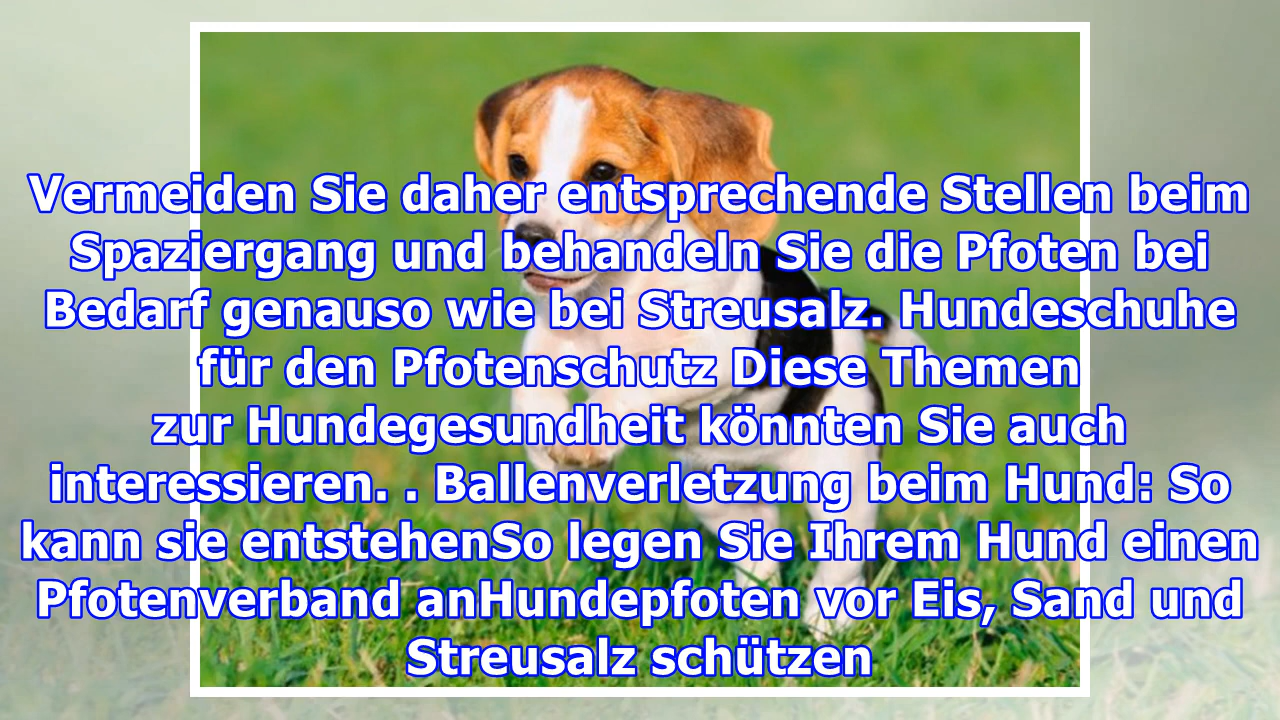 Vermeiden Sie daher entsprechende Stellen beim
Spaziergang und behandeln Sie die Pfoten bei
Bedarf genauso wie bei Streusalz. Hundeschuhe
für den Pfotenschutz Diese Themen
zur Hundegesundheit könnten Sie auch
interessieren. . Ballenverletzung beim Hund: So
kann sie entstehenSo legen Sie Ihrem Hund einen
Pfotenverband anHundepfoten vor Eis, Sand und
Streusalz schützen